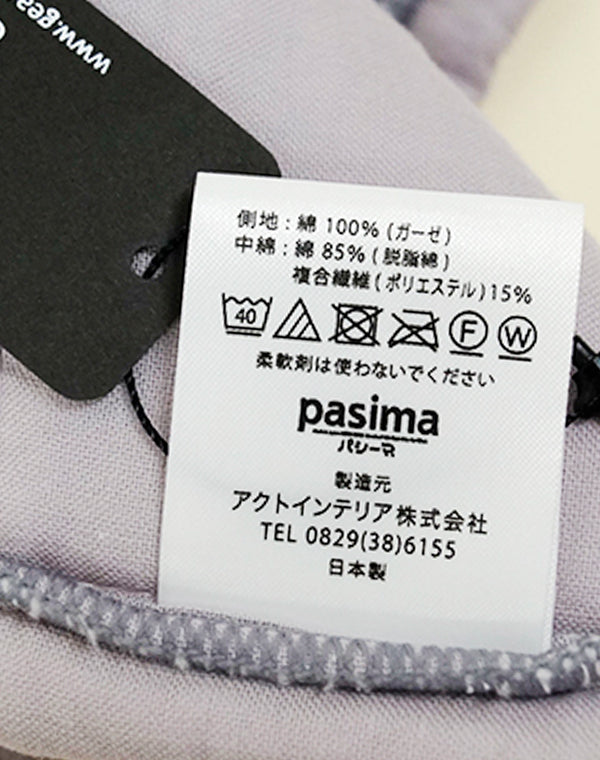 www.gea
側地：綿 100% (ガーゼ)
中綿：綿 85% ( 脱脂綿 )
複合繊維 ( ポリエステル ) 15%
40 F W
柔軟剤は使わないでください
pasima
パシーマ
製造元
アクトインテリア株式会社
TEL 0829(38)6155
日本製